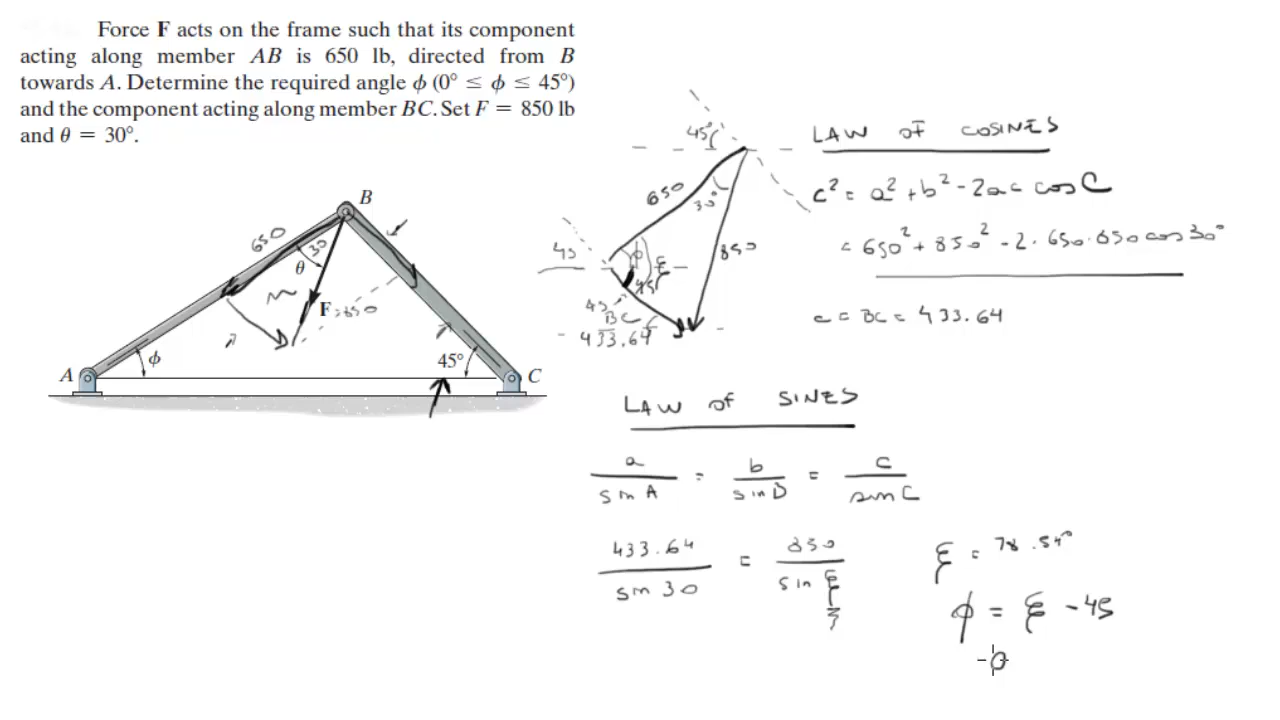 Force F acts on the frame such that its component
acting along member AB is 650 lb, directed from B
towards A. Determine the required angle ϕ (0° ≤ ϕ ≤ 45°)
and the component acting along member BC. Set F = 850 lb
and θ = 30°.
B
650
30
θ
F=850
A
ϕ
45°
C
45°
650
30°
850
45
ϕ
ξ
45
45
BC
433.64
LAW OF COSINES
c² = a² + b² - 2ac cos C
= 650² + 850² - 2 · 650 · 850 cos 30°
c = BC = 433.64
LAW OF SINES
a / sin A = b / sin B = c / sin C
433.64 / sin 30 = 850 / sin ξ
ξ = 78.54°
ϕ = ξ - 45